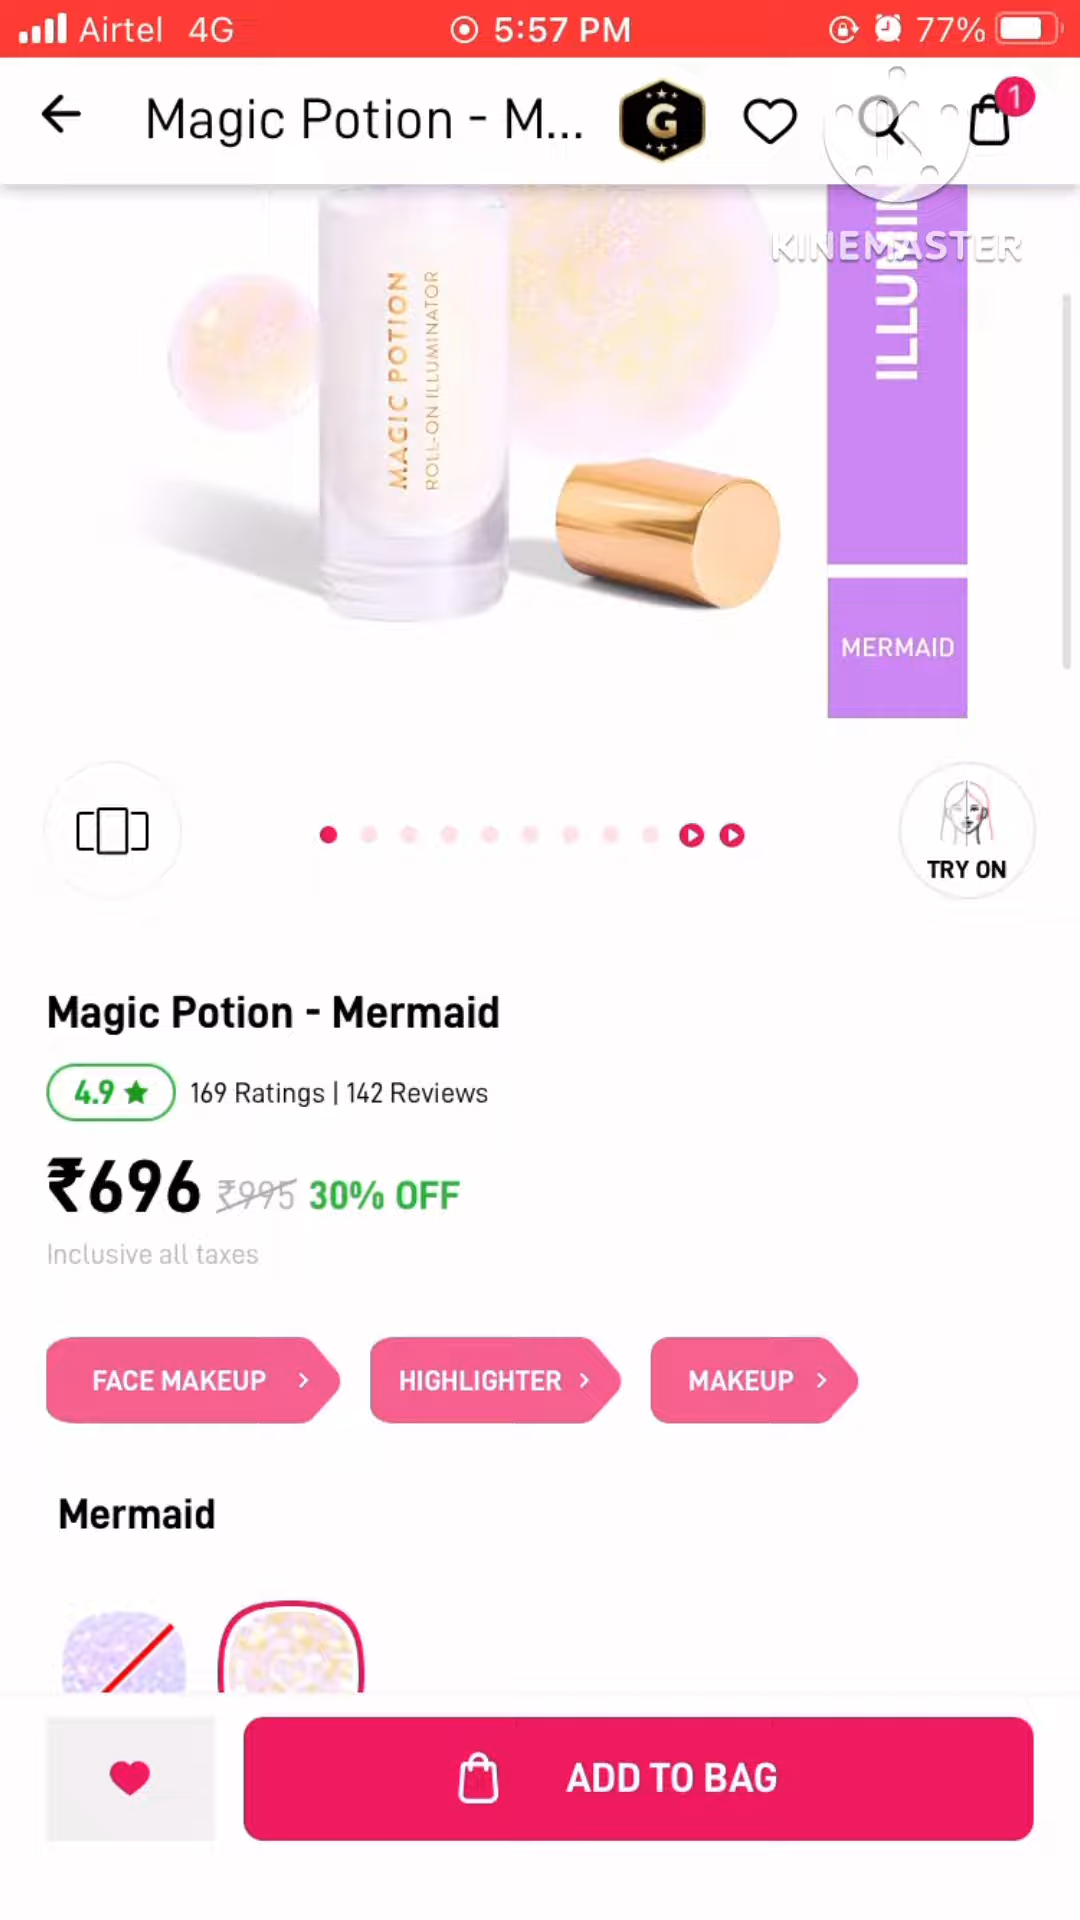 Airtel 4G 5:57 PM 77%
Magic Potion - M... G 1
KINEMASTER
MAGIC POTION
ROLL-ON ILLUMINATOR
MERMAID
TRY ON
Magic Potion - Mermaid
4.9 ★ 169 Ratings | 142 Reviews
₹696 ₹995 30% OFF
Inclusive all taxes
FACE MAKEUP > HIGHLIGHTER > MAKEUP >
Mermaid
ADD TO BAG